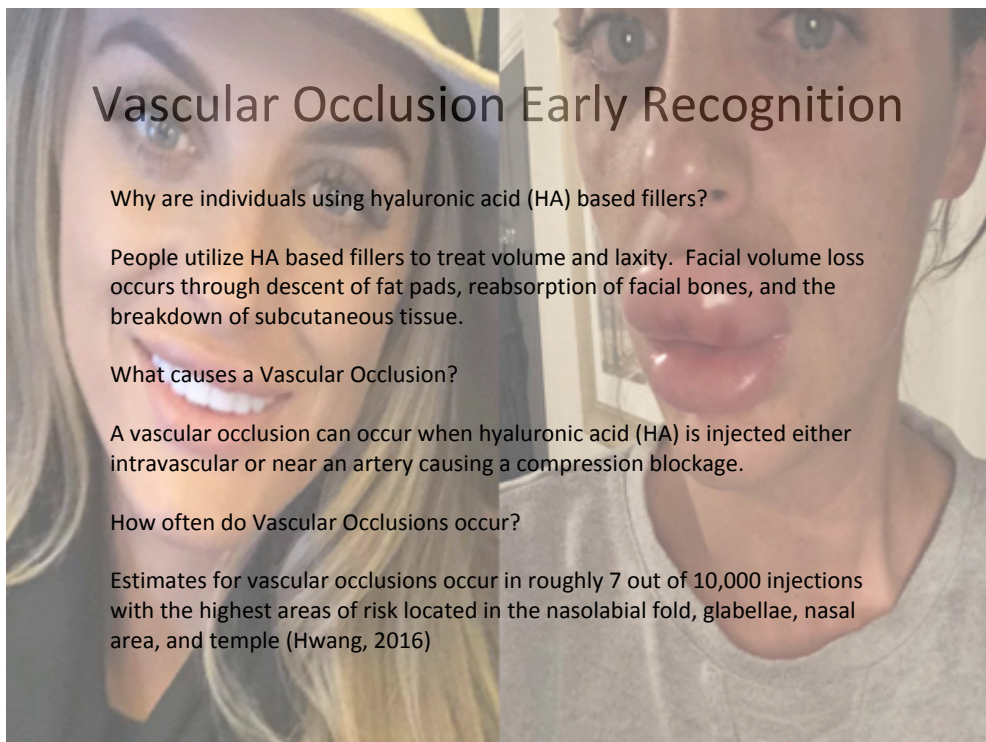 Vascular Occlusion Early Recognition
Why are individuals using hyaluronic acid (HA) based fillers?
People utilize HA based fillers to treat volume and laxity.  Facial volume loss
occurs through descent of fat pads, reabsorption of facial bones, and the
breakdown of subcutaneous tissue.
What causes a Vascular Occlusion?
A vascular occlusion can occur when hyaluronic acid (HA) is injected either
intravascular or near an artery causing a compression blockage.
How often do Vascular Occlusions occur?
Estimates for vascular occlusions occur in roughly 7 out of 10,000 injections
with the highest areas of risk located in the nasolabial fold, glabellae, nasal
area, and temple (Hwang, 2016)